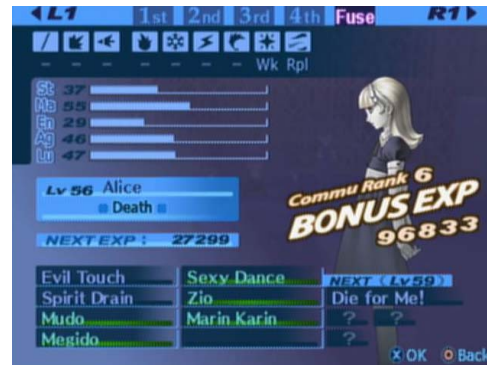 L1 1st 2nd 3rd 4th Fuse R1
- - - - - - - Wk Rpl
St 37
Ma 55
En 29
Ag 46
Lu 47
Lv 56 Alice
Death
Commu Rank 6
BONUS EXP
96833
NEXT EXP : 27299
Evil Touch Sexy Dance NEXT (Lv59)
Spirit Drain Zio Die for Me!
Mudo Marin Karin ? ?
Megido ?
OK Back